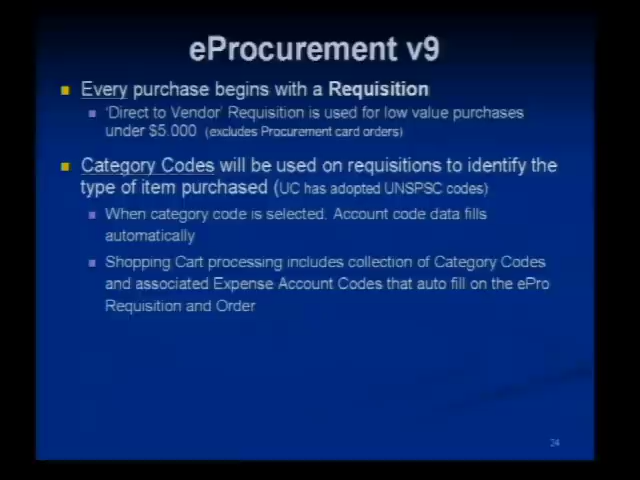 eProcurement v9
Every purchase begins with a Requisition
'Direct to Vendor' Requisition is used for low value purchases
under $5.000 (excludes Procurement card orders)
Category Codes will be used on requisitions to identify the
type of item purchased (UC has adopted UNSPSC codes)
When category code is selected. Account code data fills
automatically
Shopping Cart processing includes collection of Category Codes
and associated Expense Account Codes that auto fill on the ePro
Requisition and Order
24